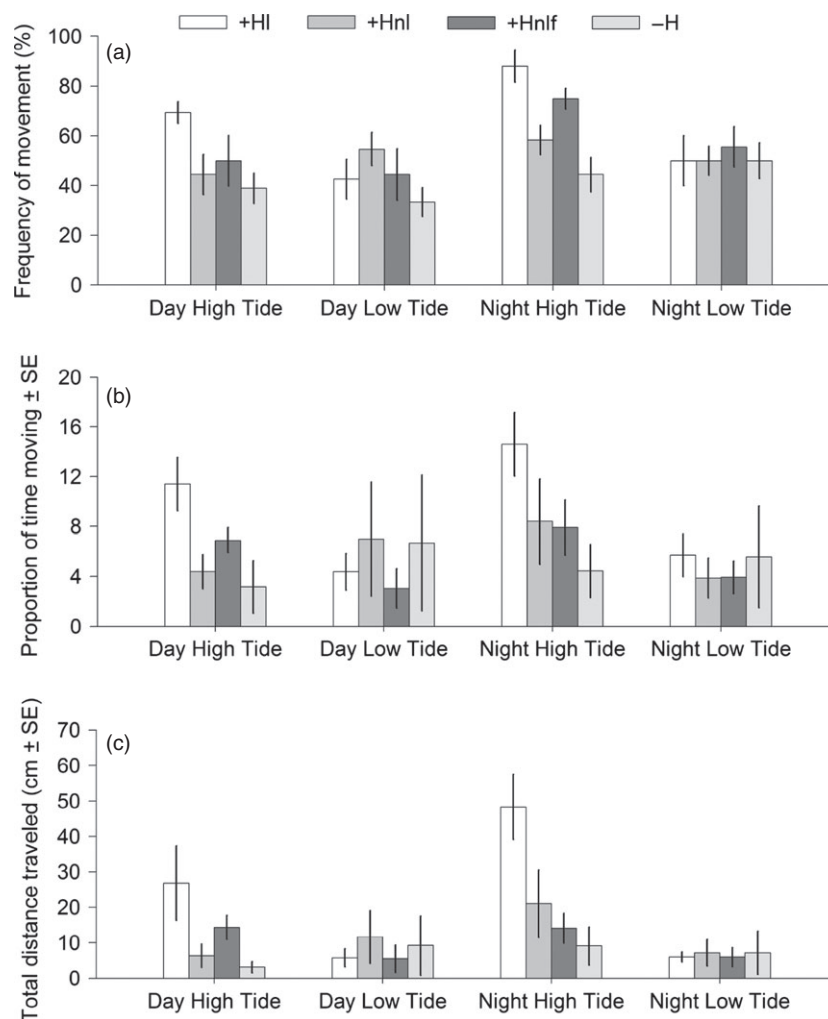 +Hl +Hnl +Hnlf –H
(a)
Frequency of movement (%)
100
80
60
40
20
0
Day High Tide Day Low Tide Night High Tide Night Low Tide
(b)
Proportion of time moving ± SE
20
16
12
8
4
0
Day High Tide Day Low Tide Night High Tide Night Low Tide
(c)
Total distance traveled (cm ± SE)
70
60
50
40
30
20
10
0
Day High Tide Day Low Tide Night High Tide Night Low Tide